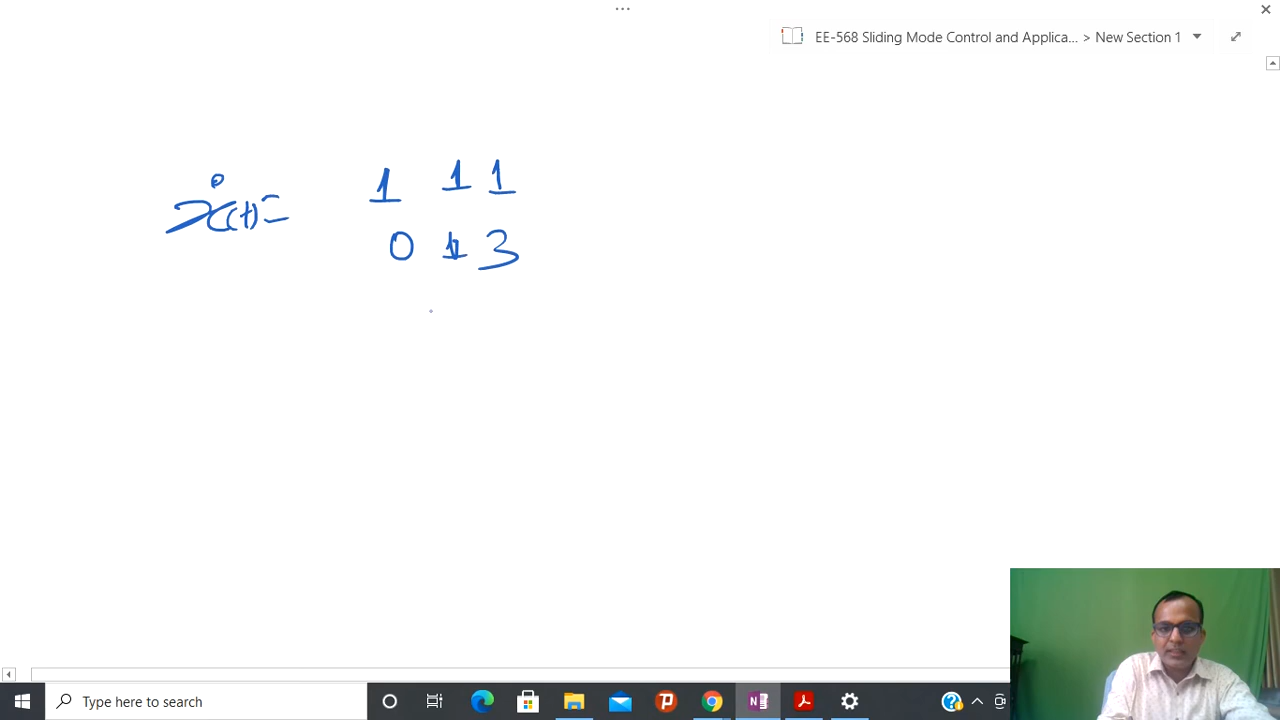 EE-568 Sliding Mode Control and Applica... > New Section 1
1 1 1
ẋ(t)=
0 1 3
Type here to search